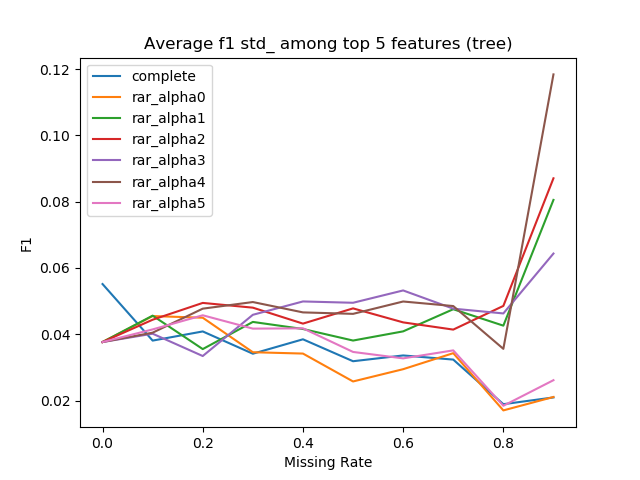 Average f1 std_ among top 5 features (tree)
0.12
0.10
0.08
0.06
0.04
0.02
F1
complete
rar_alpha0
rar_alpha1
rar_alpha2
rar_alpha3
rar_alpha4
rar_alpha5
0.0 0.2 0.4 0.6 0.8
Missing Rate